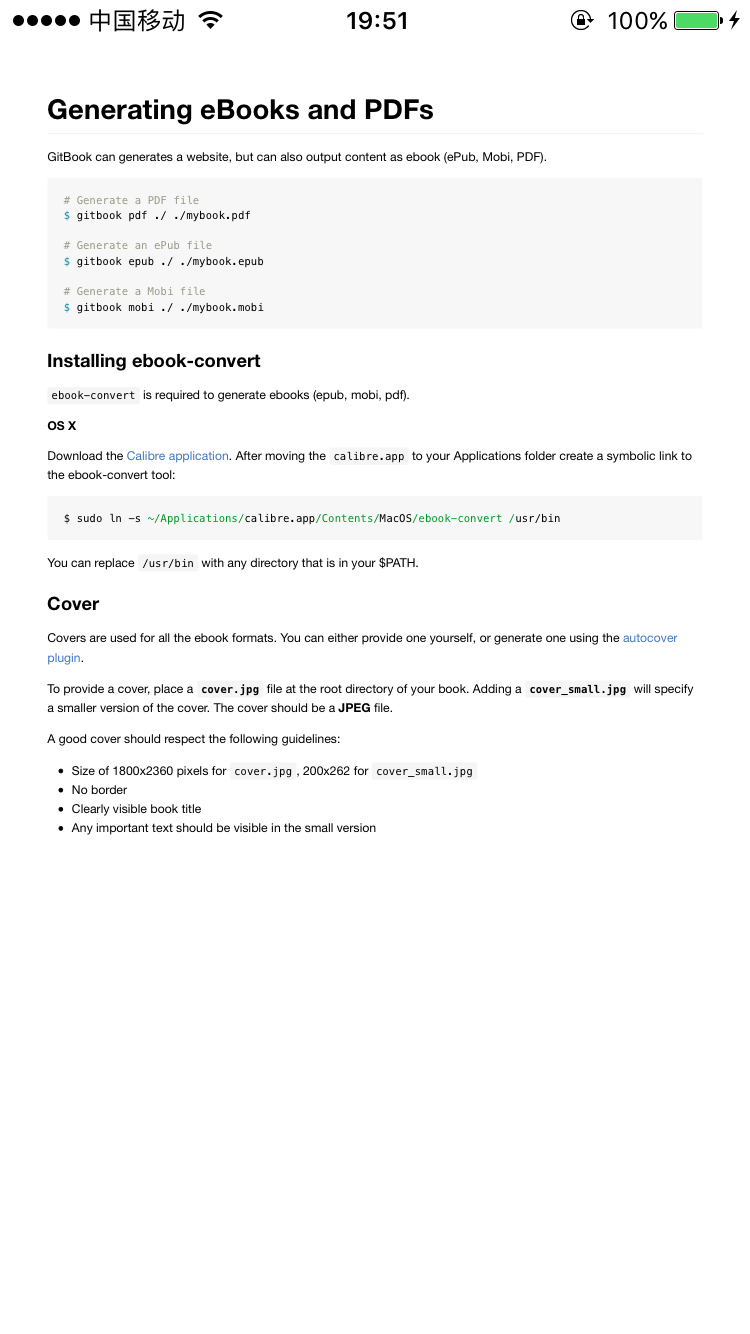 中国移动 19:51 100%
Generating eBooks and PDFs
GitBook can generates a website, but can also output content as ebook (ePub, Mobi, PDF).
# Generate a PDF file
$ gitbook pdf ./ ./mybook.pdf
# Generate an ePub file
$ gitbook epub ./ ./mybook.epub
# Generate a Mobi file
$ gitbook mobi ./ ./mybook.mobi
Installing ebook-convert
ebook-convert is required to generate ebooks (epub, mobi, pdf).
OS X
Download the Calibre application. After moving the calibre.app to your Applications folder create a symbolic link to
the ebook-convert tool:
$ sudo ln -s ~/Applications/calibre.app/Contents/MacOS/ebook-convert /usr/bin
You can replace /usr/bin with any directory that is in your $PATH.
Cover
Covers are used for all the ebook formats. You can either provide one yourself, or generate one using the autocover
plugin.
To provide a cover, place a cover.jpg file at the root directory of your book. Adding a cover_small.jpg will specify
a smaller version of the cover. The cover should be a JPEG file.
A good cover should respect the following guidelines:
• Size of 1800x2360 pixels for cover.jpg , 200x262 for cover_small.jpg
• No border
• Clearly visible book title
• Any important text should be visible in the small version